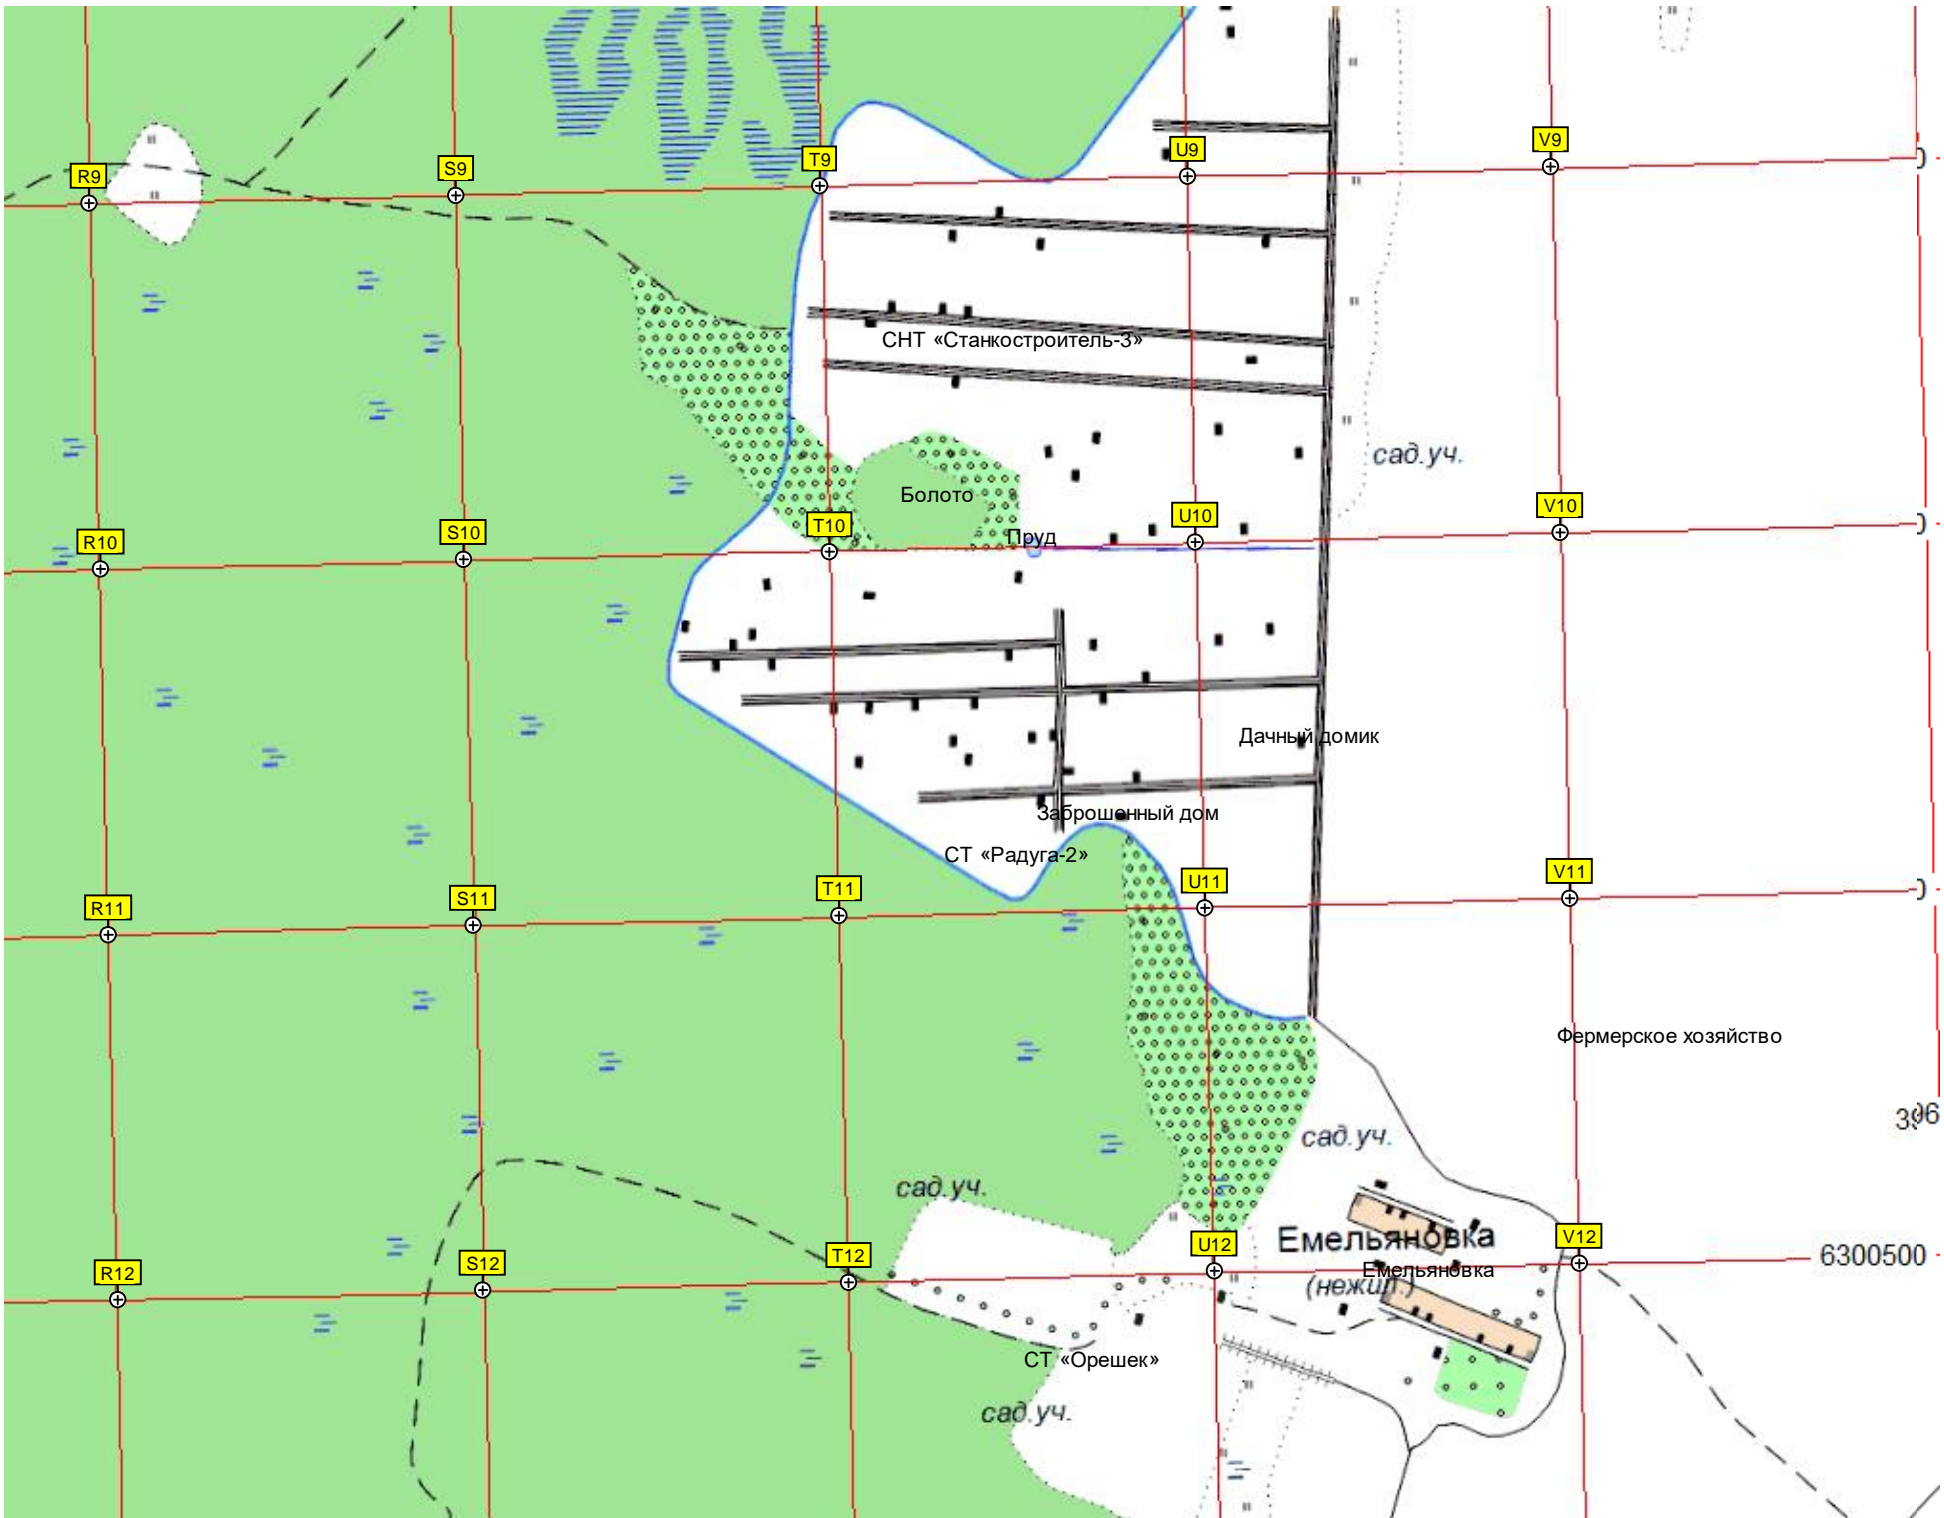 V9
U9
T9
S9
R9
СНТ «Станкостроитель-3»
сад.уч.
Болото
V10
U10
T10
Пруд
S10
R10
Дачный домик
Заброшенный дом
СТ «Радуга-2»
V11
U11
T11
S11
R11
Фермерское хозяйство
сад.уч.
сад.уч.
Емельяновка
V12
U12
T12
6300500
S12
R12
Емельяновка
(нежил.)
СТ «Орешек»
сад.уч.